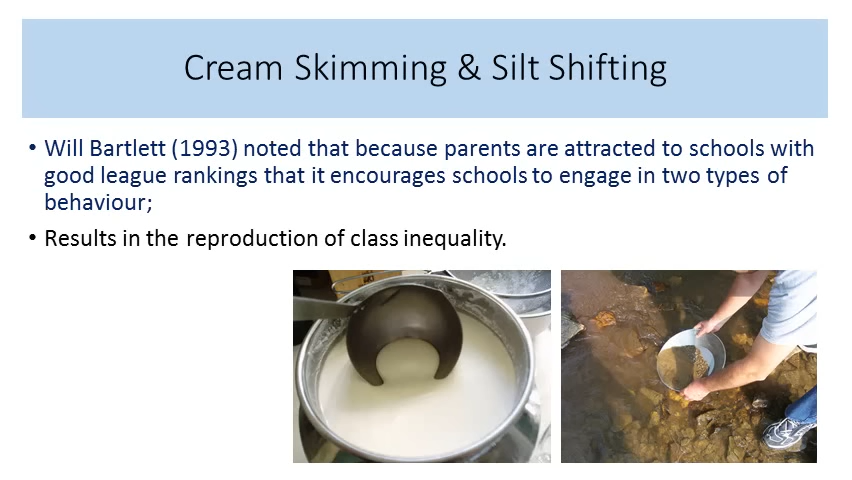 Cream Skimming & Silt Shifting
• Will Bartlett (1993) noted that because parents are attracted to schools with
good league rankings that it encourages schools to engage in two types of
behaviour;
• Results in the reproduction of class inequality.